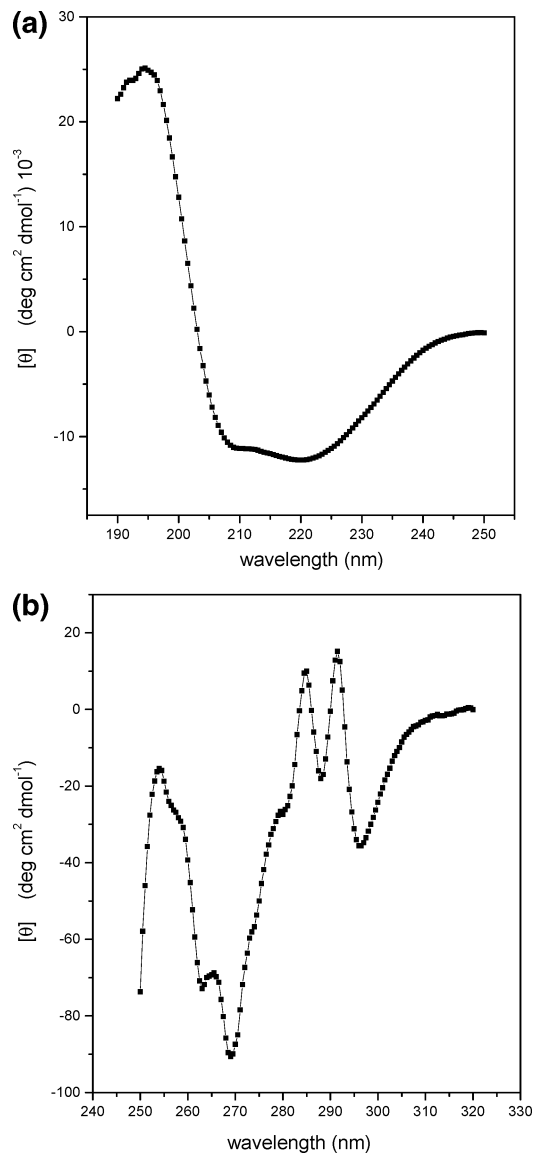 (a)
30
20
10
0
-10
[θ] (deg cm² dmol⁻¹) 10⁻³
190 200 210 220 230 240 250
wavelength (nm)
(b)
20
0
-20
-40
-60
-80
-100
[θ] (deg cm² dmol⁻¹)
240 250 260 270 280 290 300 310 320 330
wavelength (nm)